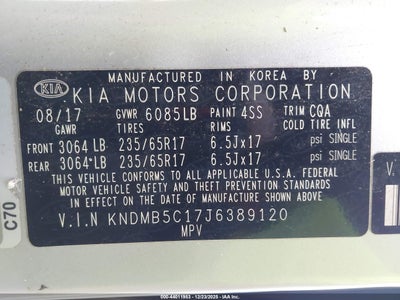 MANUFACTURED IN KOREA BY
KIA KIA MOTORS CORPORATION
08/17 GVWR 6085LB PAINT 4SS TRIM CQA
GAWR TIRES RIMS COLD TIRE INFL
FRONT 3064 LB 235/65R17 6.5Jx17 psi SINGLE
REAR 3064 LB 235/65R17 6.5Jx17 psi SINGLE
THIS VEHICLE CONFORMS TO ALL APPLICABLE
FEDERAL MOTOR VEHICLE SAFETY
STANDARDS IN EFFECT ON THE DATE OF
MANUFACTURE SHOWN ABOVE.
V.I.N KNDMB5C17J6389120
MPV
C70
V.